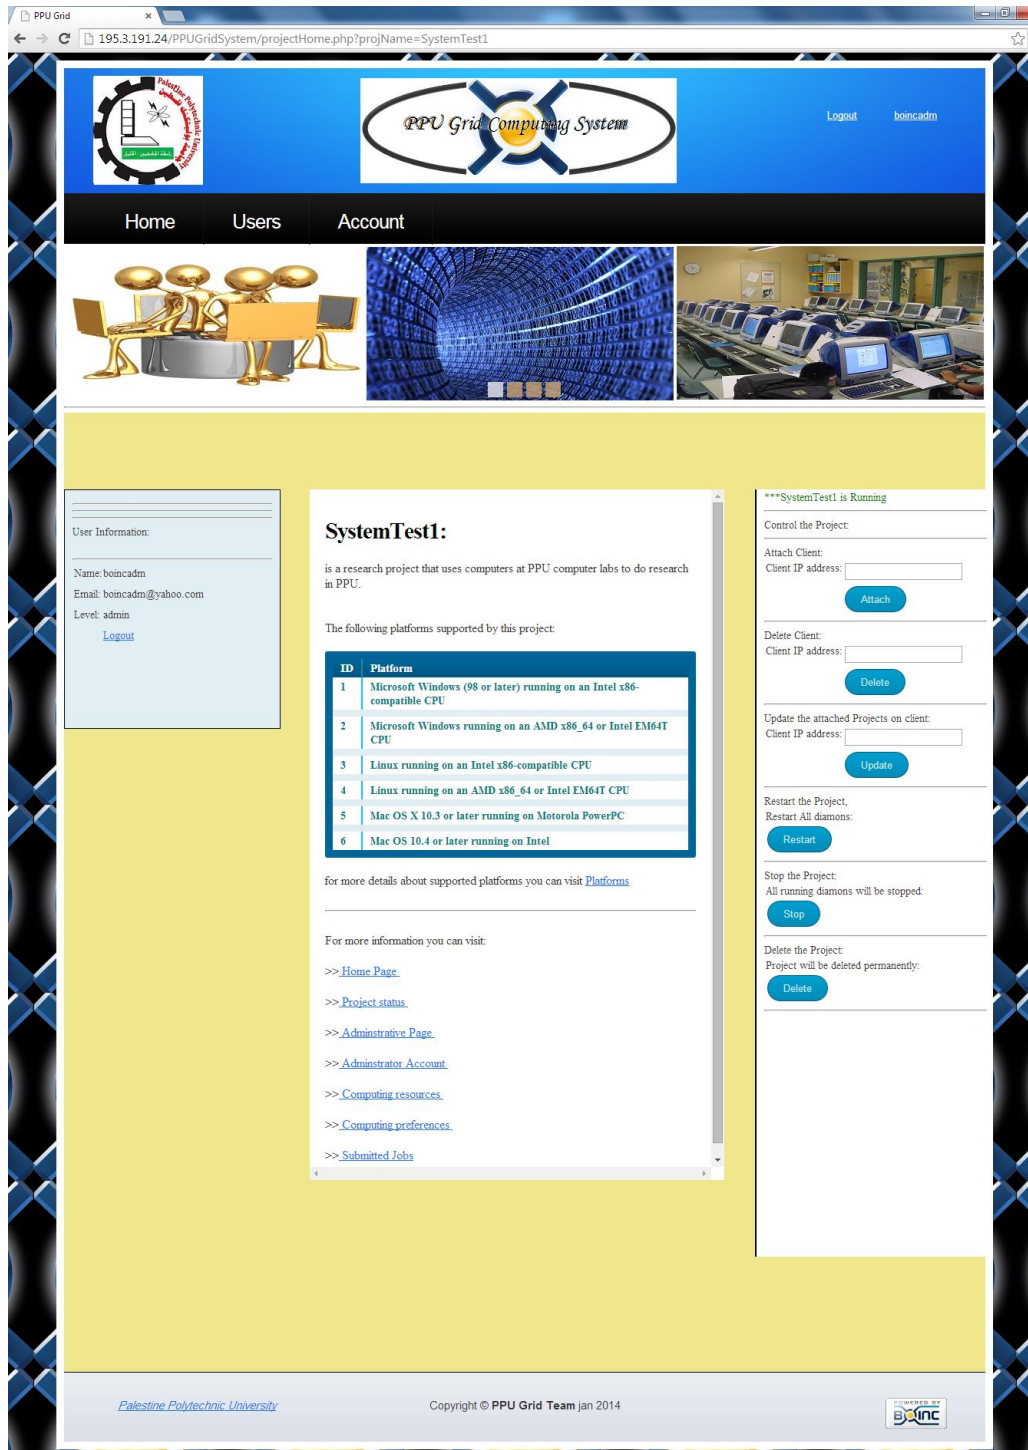 PPU Grid
195.3.191.24/PPUGridSystem/projectHome.php?projName=SystemTest1
Palestine Polytechnic University
PPU Grid Computing System
Logout boincadm
Home Users Account
User Information:
Name: boincadm
Email: boincadm@yahoo.com
Level: admin
Logout
SystemTest1:
is a research project that uses computers at PPU computer labs to do research
in PPU.
The following platforms supported by this project:
ID Platform
1 Microsoft Windows (98 or later) running on an Intel x86-
compatible CPU
2 Microsoft Windows running on an AMD x86_64 or Intel EM64T
CPU
3 Linux running on an Intel x86-compatible CPU
4 Linux running on an AMD x86_64 or Intel EM64T CPU
5 Mac OS X 10.3 or later running on Motorola PowerPC
6 Mac OS 10.4 or later running on Intel
for more details about supported platforms you can visit Platforms
For more information you can visit:
>> Home Page
>> Project status
>> Adminstrative Page
>> Adminstrator Account
>> Computing resources
>> Computing preferences
>> Submitted Jobs
***SystemTest1 is Running
Control the Project:
Attach Client:
Client IP address:
Attach
Delete Client:
Client IP address:
Delete
Update the attached Projects on client:
Client IP address:
Update
Restart the Project,
Restart All diamons:
Restart
Stop the Project:
All running diamons will be stopped:
Stop
Delete the Project:
Project will be deleted permanently:
Delete
Palestine Polytechnic University
Copyright © PPU Grid Team jan 2014
POWERED BY
BOINC